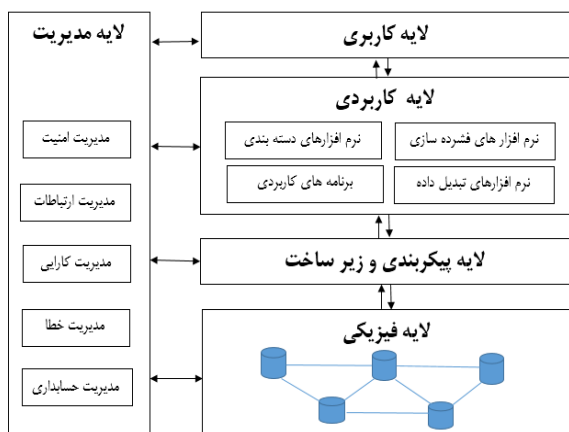 لایه مدیریت
مدیریت امنیت
مدیریت ارتباطات
مدیریت کارایی
مدیریت خطا
مدیریت حسابداری
لایه کاربری
لایه کاربردی
نرم افزار های فشرده سازی
نرم افزارهای دسته بندی
نرم افزارهای تبدیل داده
برنامه های کاربردی
لایه پیکربندی و زیر ساخت
لایه فیزیکی